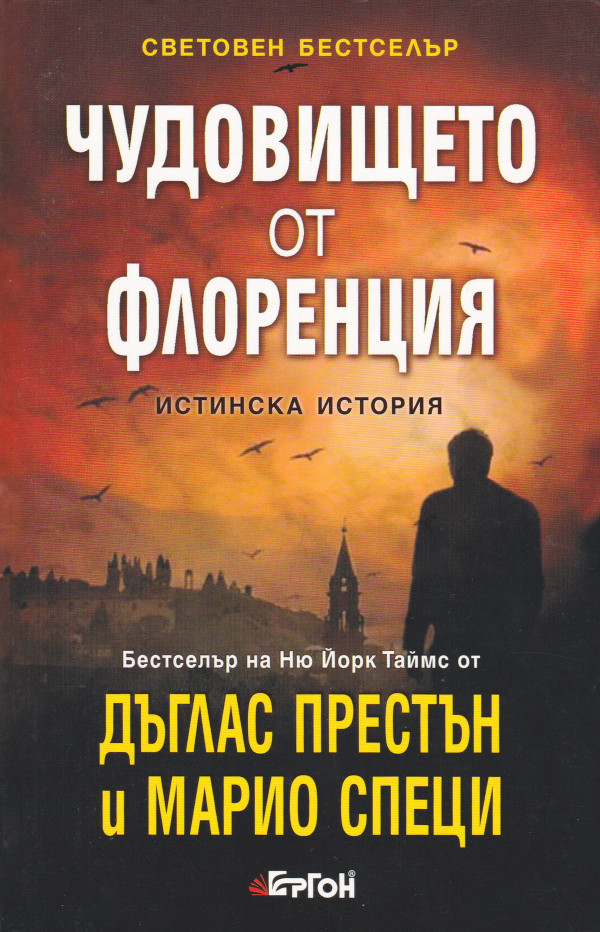 СВЕТОВЕН БЕСТСЕЛЪР
ЧУДОВИЩЕТО
ОТ
ФЛОРЕНЦИЯ
ИСТИНСКА ИСТОРИЯ
Бестселър на Ню Йорк Таймс от
ДЪГЛАС ПРЕСТЪН
и МАРИО СПЕЦИ
ЕРГОН®